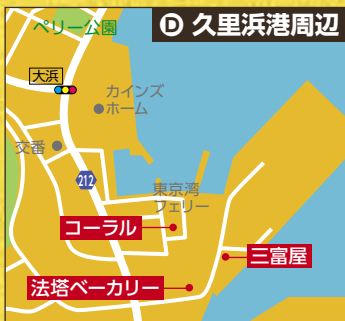 D 久里浜港周辺
ペリー公園
大浜
カインズ
ホーム
交番
212
東京湾
フェリー
コーラル
三富屋
法塔ベーカリー